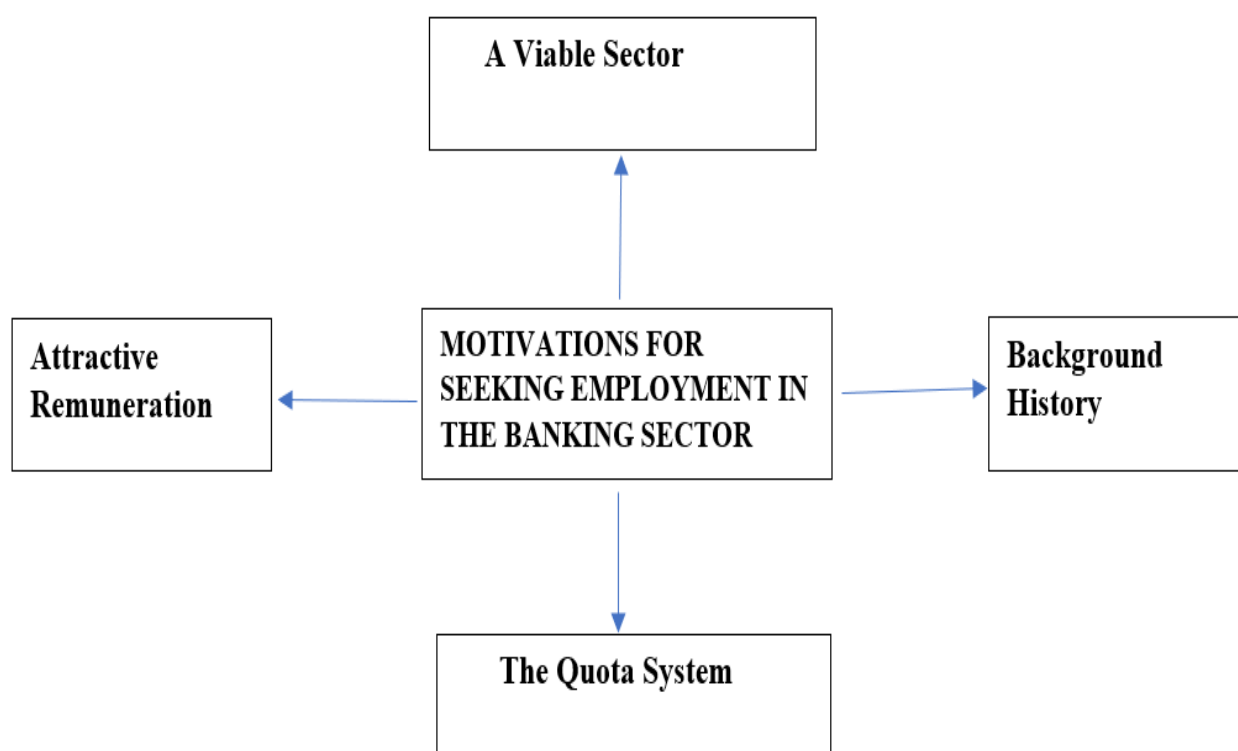 A Viable Sector
Attractive
Remuneration
MOTIVATIONS FOR
SEEKING EMPLOYMENT IN
THE BANKING SECTOR
Background
History
The Quota System